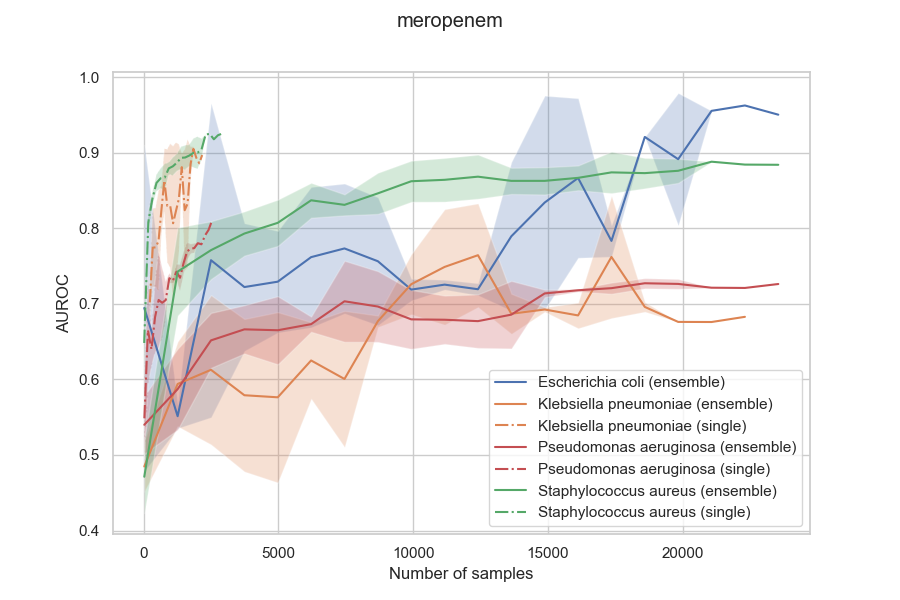 meropenem
1.0
0.9
0.8
0.7
0.6
0.5
0.4
AUROC
0
5000
10000
15000
20000
Number of samples
Escherichia coli (ensemble)
Klebsiella pneumoniae (ensemble)
Klebsiella pneumoniae (single)
Pseudomonas aeruginosa (ensemble)
Pseudomonas aeruginosa (single)
Staphylococcus aureus (ensemble)
Staphylococcus aureus (single)